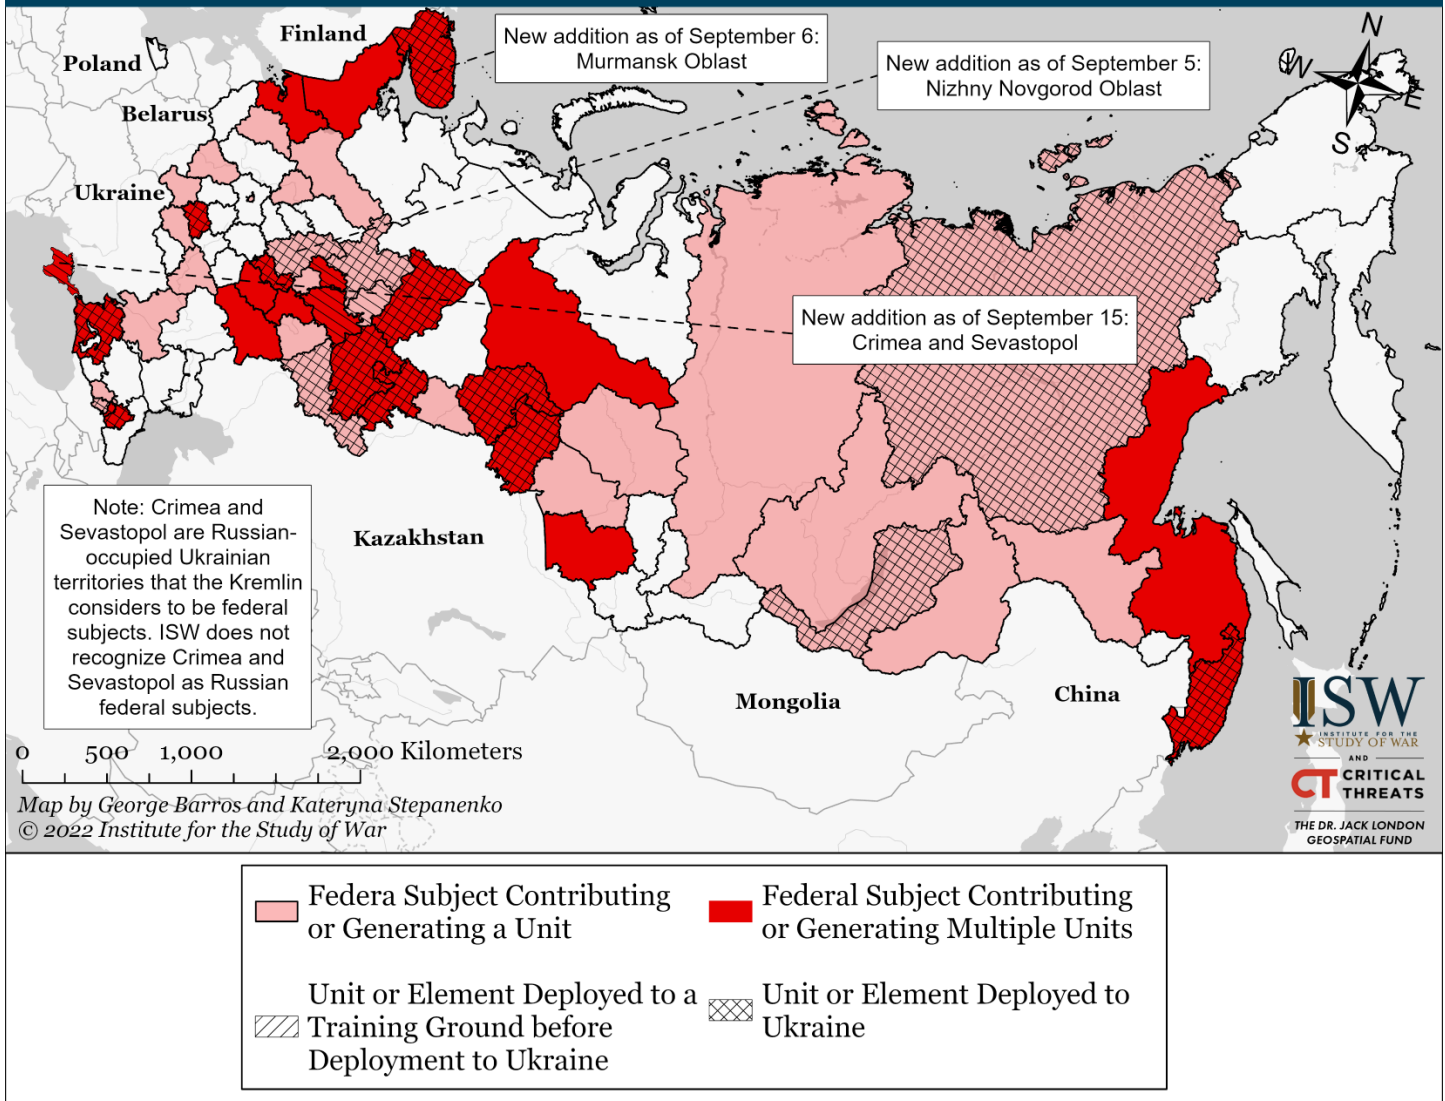 Finland
New addition as of September 6:
Murmansk Oblast
New addition as of September 5:
Nizhny Novgorod Oblast
N
W
E
S
Poland
Belarus
Ukraine
New addition as of September 15:
Crimea and Sevastopol
Note: Crimea and
Sevastopol are Russian-
occupied Ukrainian
territories that the Kremlin
considers to be federal
subjects. ISW does not
recognize Crimea and
Sevastopol as Russian
federal subjects.
Kazakhstan
Mongolia
China
0 500 1,000 2,000 Kilometers
Map by George Barros and Kateryna Stepanenko
© 2022 Institute for the Study of War
ISW
INSTITUTE FOR THE
STUDY OF WAR
AND
CT CRITICAL
THREATS
THE DR. JACK LONDON
GEOSPATIAL FUND
Federa Subject Contributing
or Generating a Unit
Federal Subject Contributing
or Generating Multiple Units
Unit or Element Deployed to a
Training Ground before
Deployment to Ukraine
Unit or Element Deployed to
Ukraine